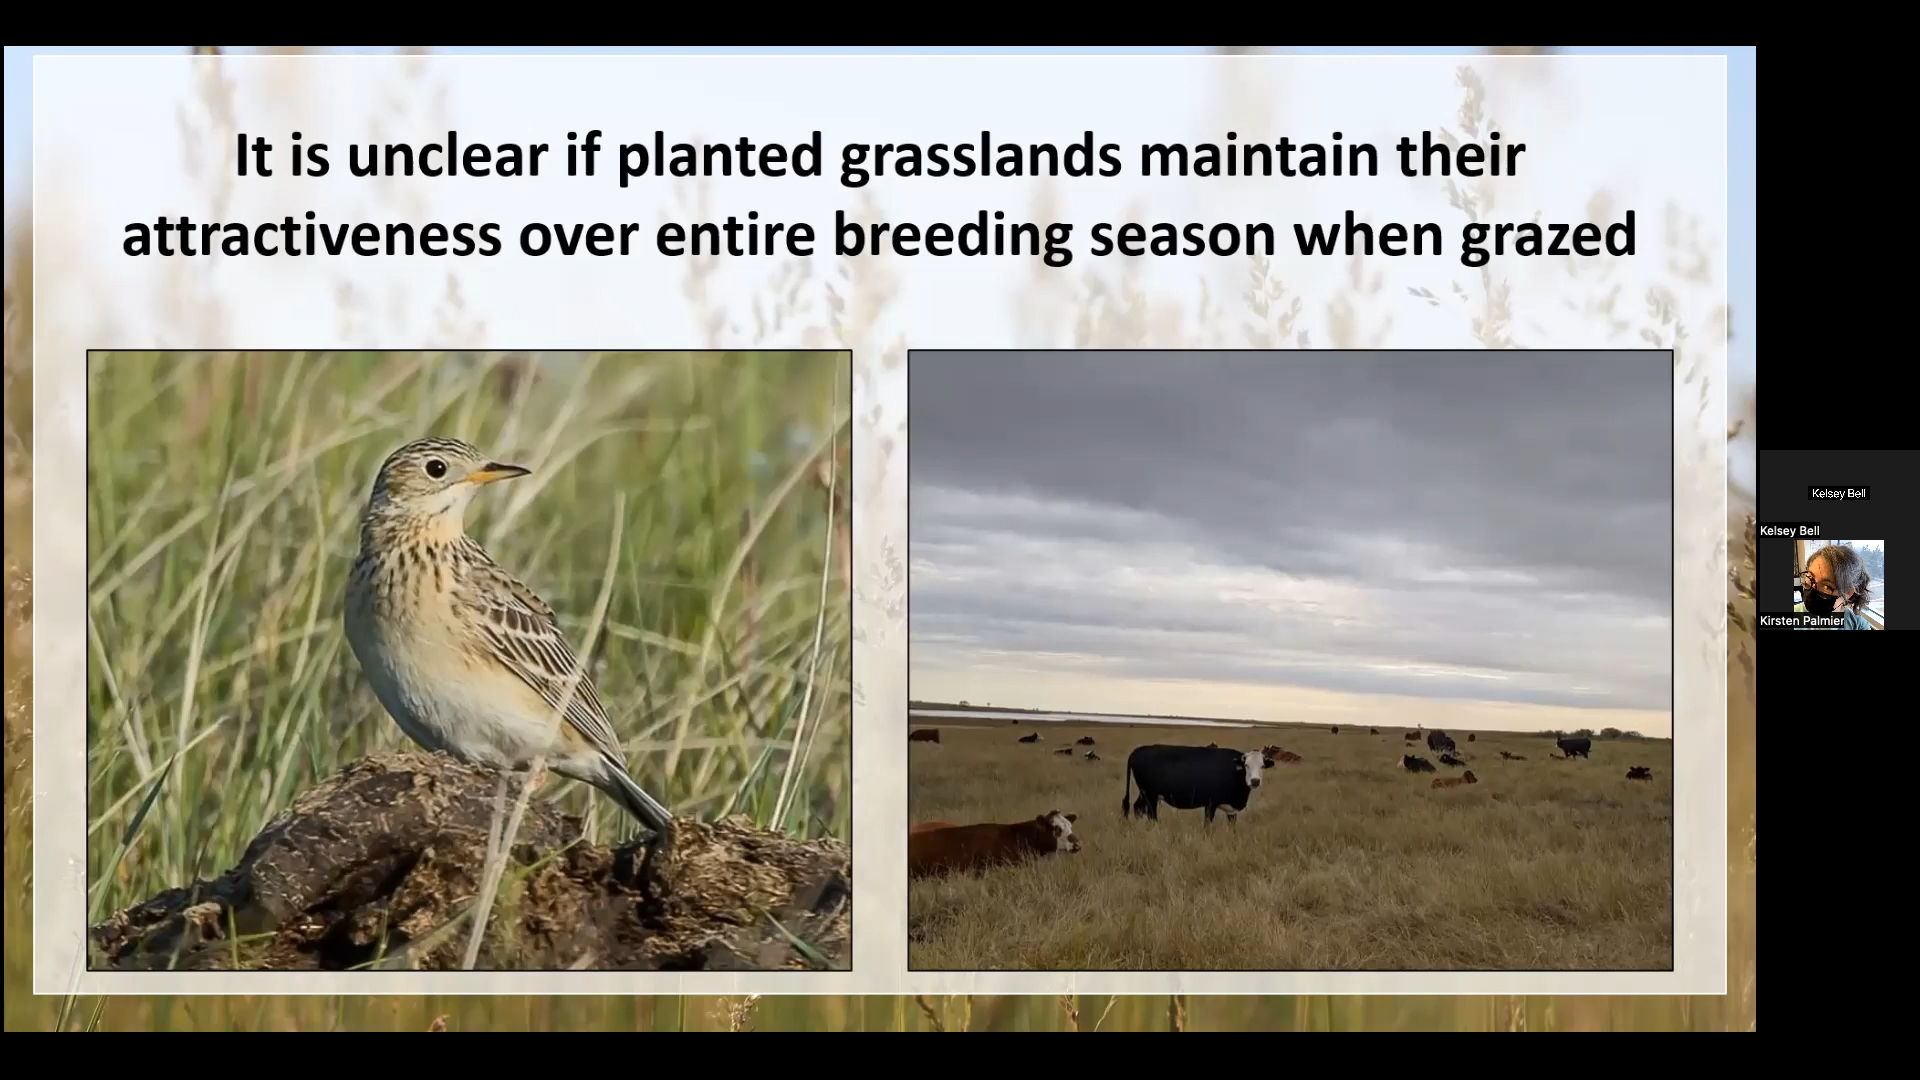 It is unclear if planted grasslands maintain their
attractiveness over entire breeding season when grazed
Kelsey Bell
Kelsey Bell
Kirsten Palmier